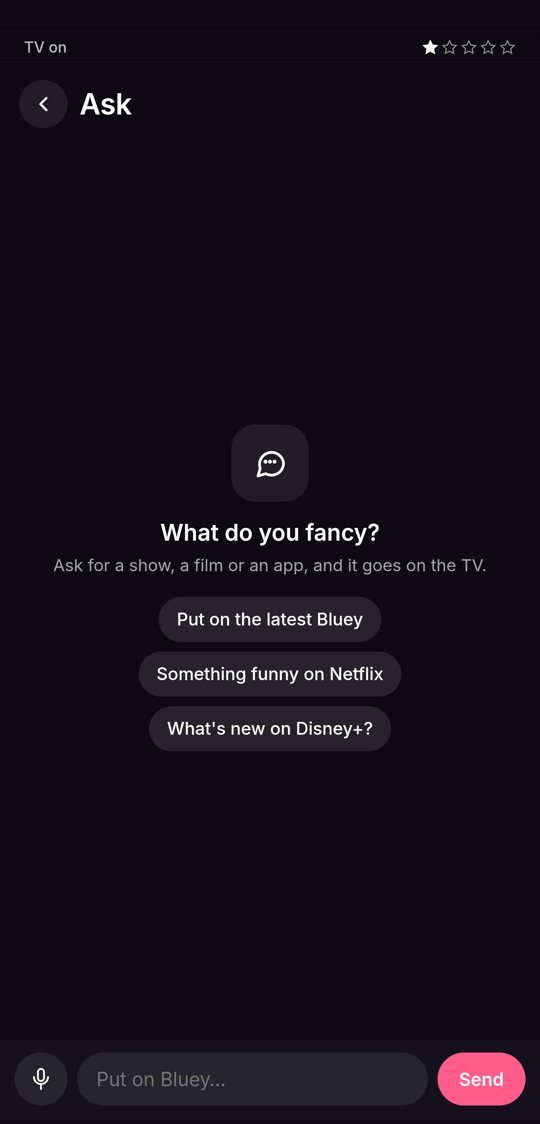 TV on
Ask
What do you fancy?
Ask for a show, a film or an app, and it goes on the TV.
Put on the latest Bluey
Something funny on Netflix
What's new on Disney+?
Put on Bluey...
Send